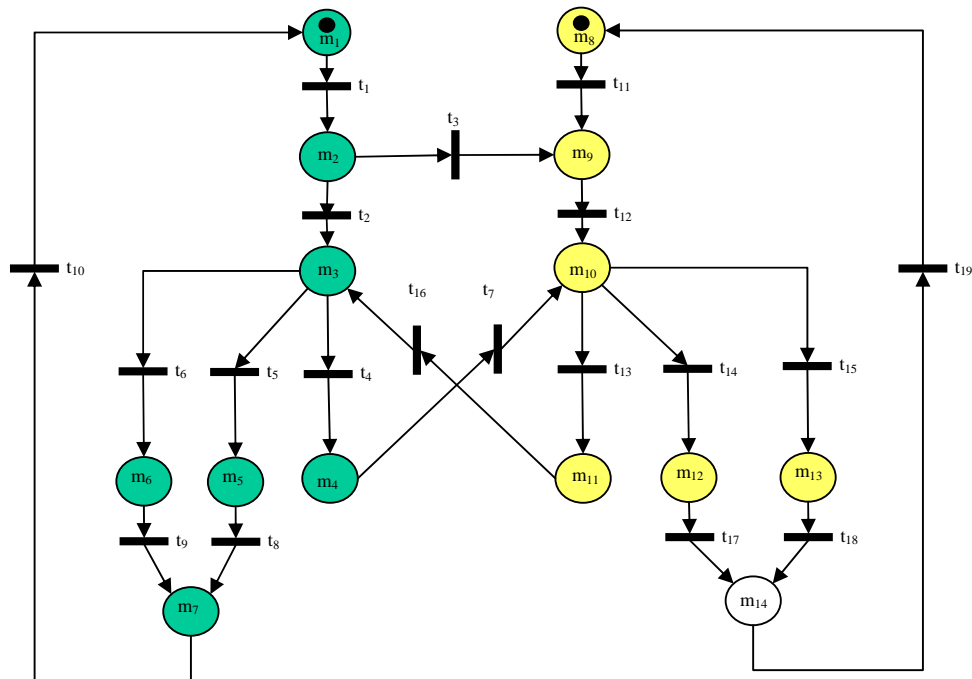 m₁ m₈
t₁ t₁₁
t₃
m₂ m₉
t₂ t₁₂
m₃ m₁₀
t₁₀ t₁₉
t₁₆ t₇
t₆ t₅ t₄ t₁₃ t₁₄ t₁₅
m₆ m₅ m₄ m₁₁ m₁₂ m₁₃
t₉ t₈ t₁₇ t₁₈
m₇ m₁₄